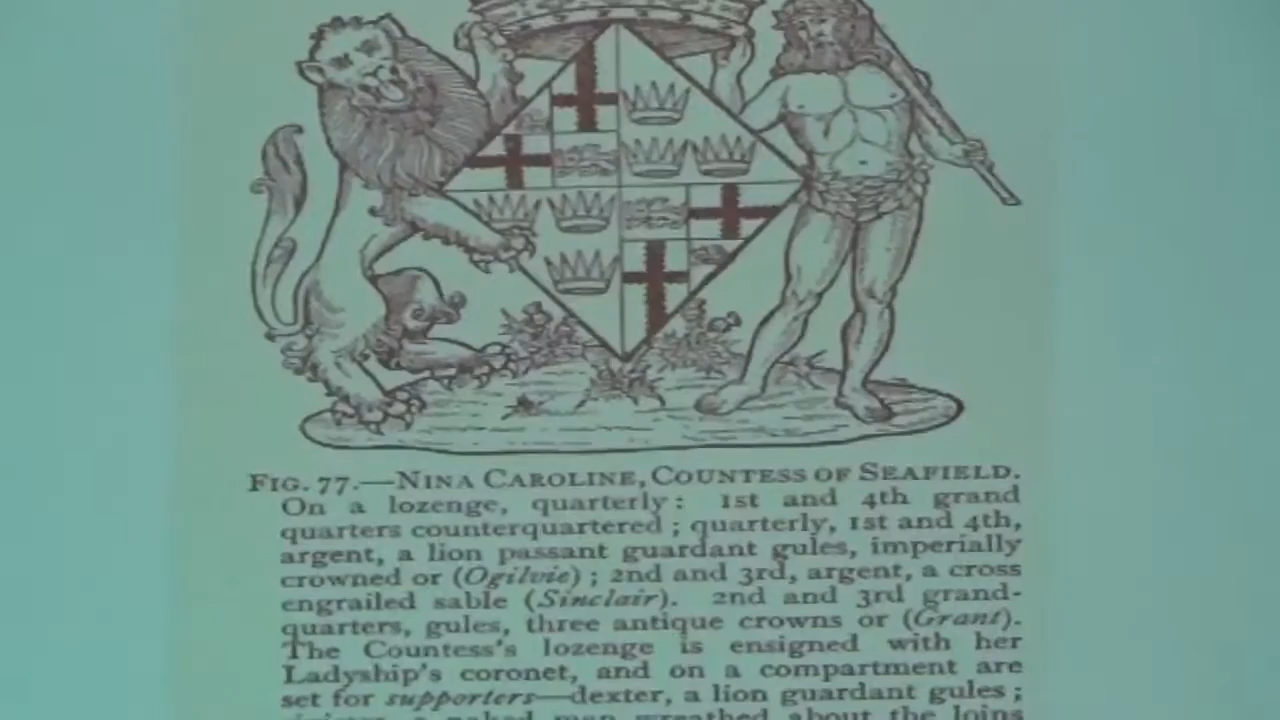 FIG. 77.—NINA CAROLINE, COUNTESS OF SEAFIELD.
On a lozenge, quarterly: 1st and 4th grand
quarters counterquartered; quarterly, 1st and 4th,
argent, a lion passant guardant gules, imperially
crowned or (Ogilvie); 2nd and 3rd, argent, a cross
engrailed sable (Sinclair). 2nd and 3rd grand-
quarters, gules, three antique crowns or (Grant).
The Countess's lozenge is ensigned with her
Ladyship's coronet, and on a compartment are
set for supporters—dexter, a lion guardant gules;
a naked man wreathed about the loins